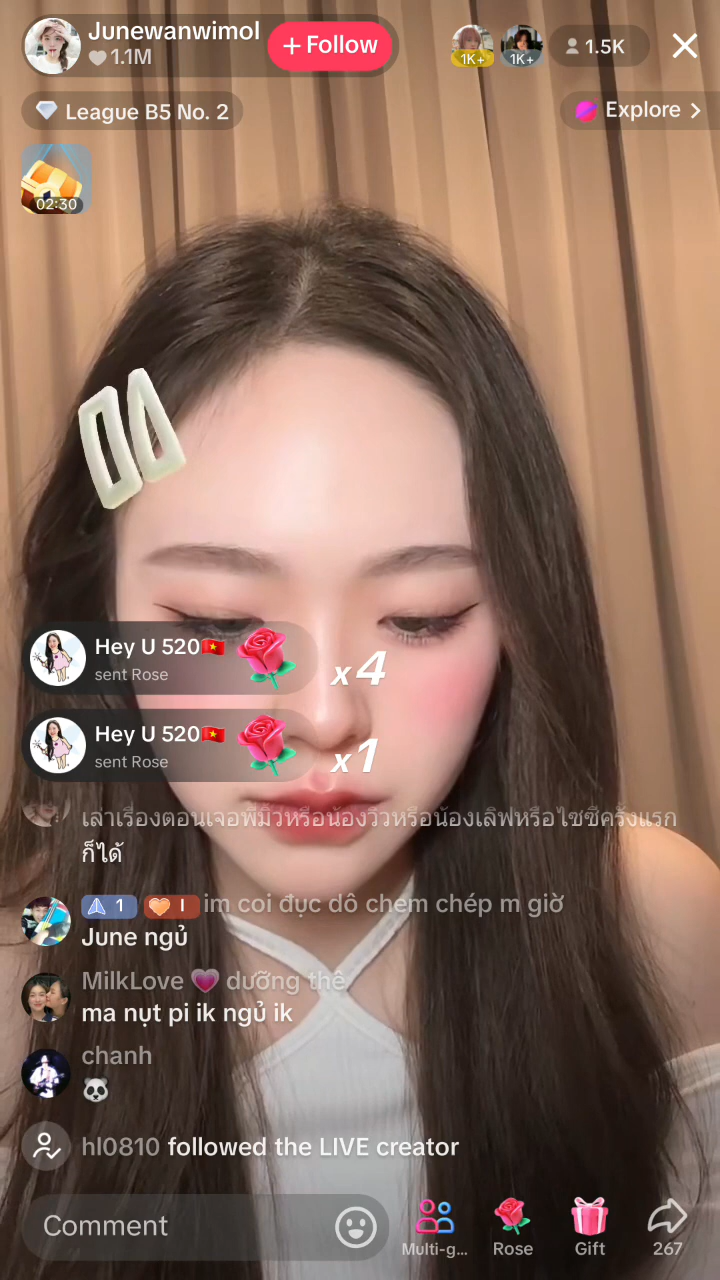 Junewanwimol
1.1M
+ Follow
1K+
1K+
1.5K
League B5 No. 2
Explore
02:30
Hey U 520🇻🇳
sent Rose
x4
Hey U 520🇻🇳
sent Rose
x1
เล่าเรื่องตอนเจอพี่มิ้วหรือน้องวิวหรือน้องเลิฟหรือไซซีครั้งแรก
ก็ได้
1 I im coi đục dô chem chép m giờ
June ngủ
MilkLove 💗 dưỡng thê
ma nụt pi ik ngủ ik
chanh
🐼
hl0810 followed the LIVE creator
Comment
Multi-g...
Rose
Gift
267